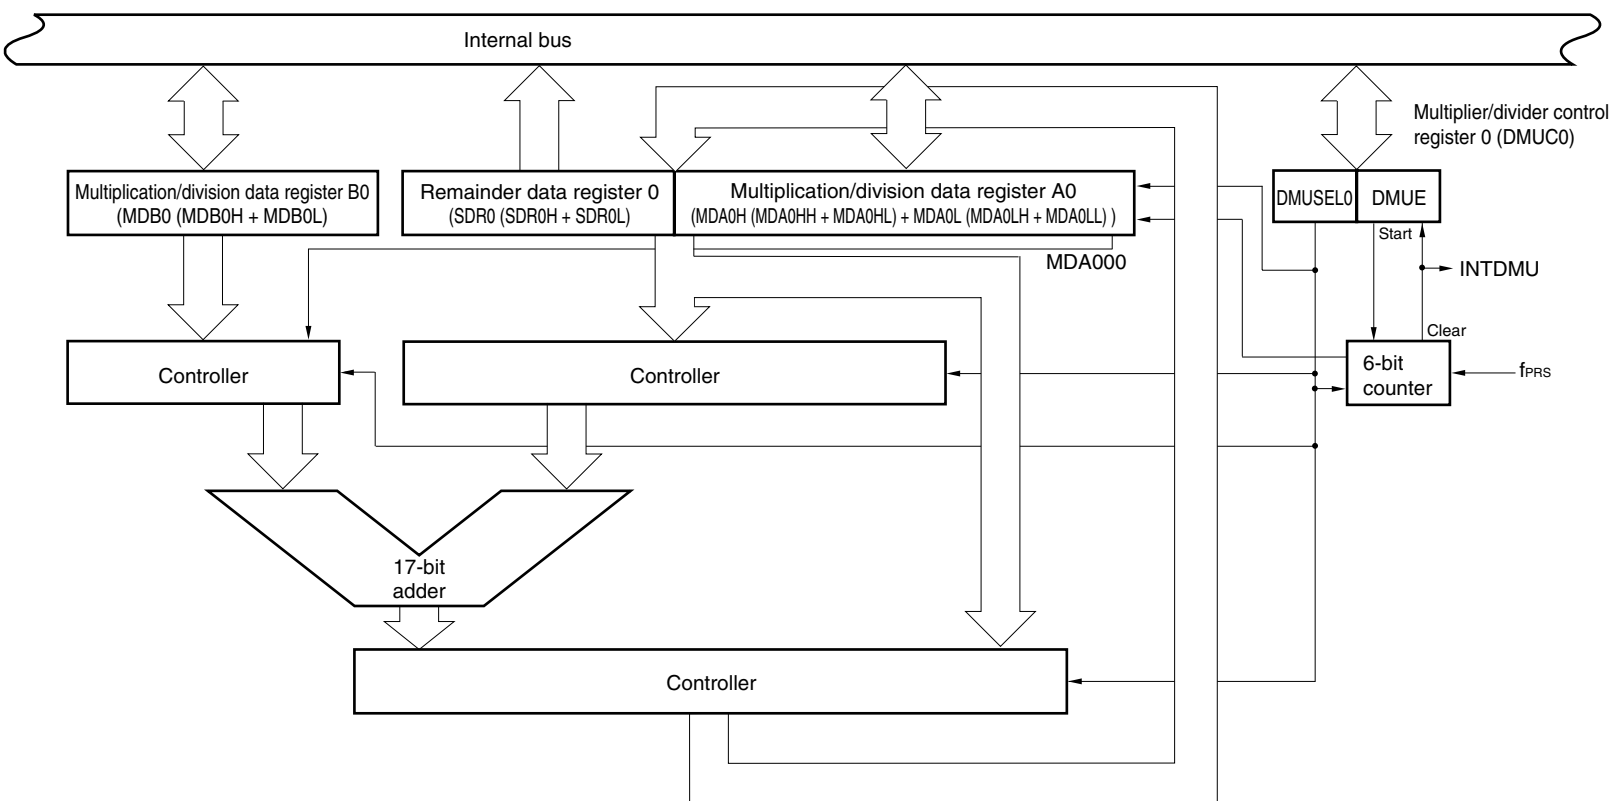 Internal bus
Multiplier/divider control
register 0 (DMUC0)
Multiplication/division data register B0
(MDB0 (MDB0H + MDB0L)
Remainder data register 0
(SDR0 (SDR0H + SDR0L)
Multiplication/division data register A0
(MDA0H (MDA0HH + MDA0HL) + MDA0L (MDA0LH + MDA0LL) )
DMUSEL0
DMUE
Start
MDA000
INTDMU
Clear
Controller
Controller
6-bit
counter
fPRS
17-bit
adder
Controller